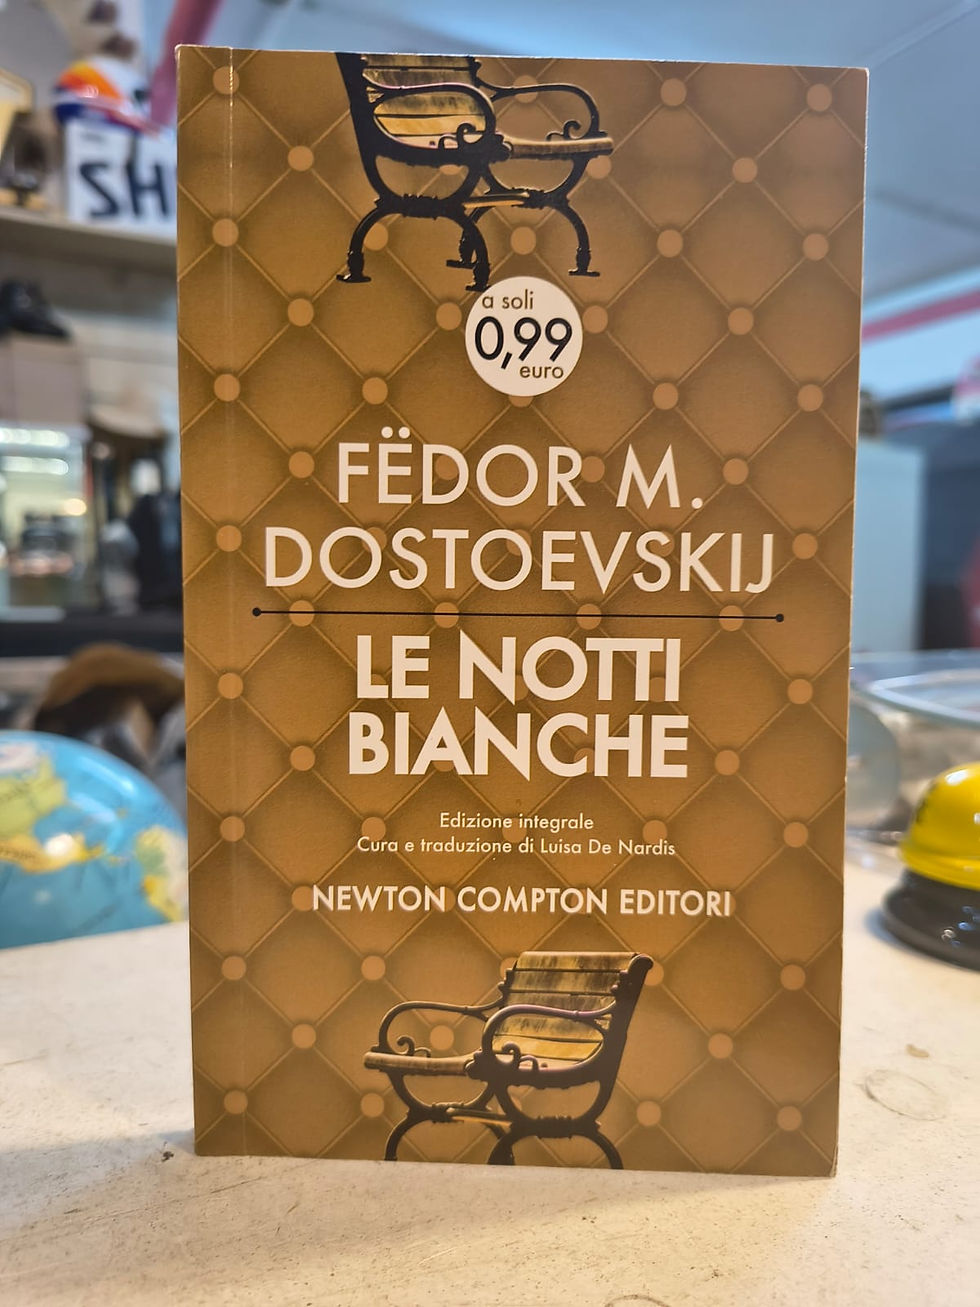 SH
a soli
0,99
euro
FËDOR M.
DOSTOEVSKIJ
LE NOTTI
BIANCHE
Edizione integrale
Cura e traduzione di Luisa De Nardis
NEWTON COMPTON EDITORI